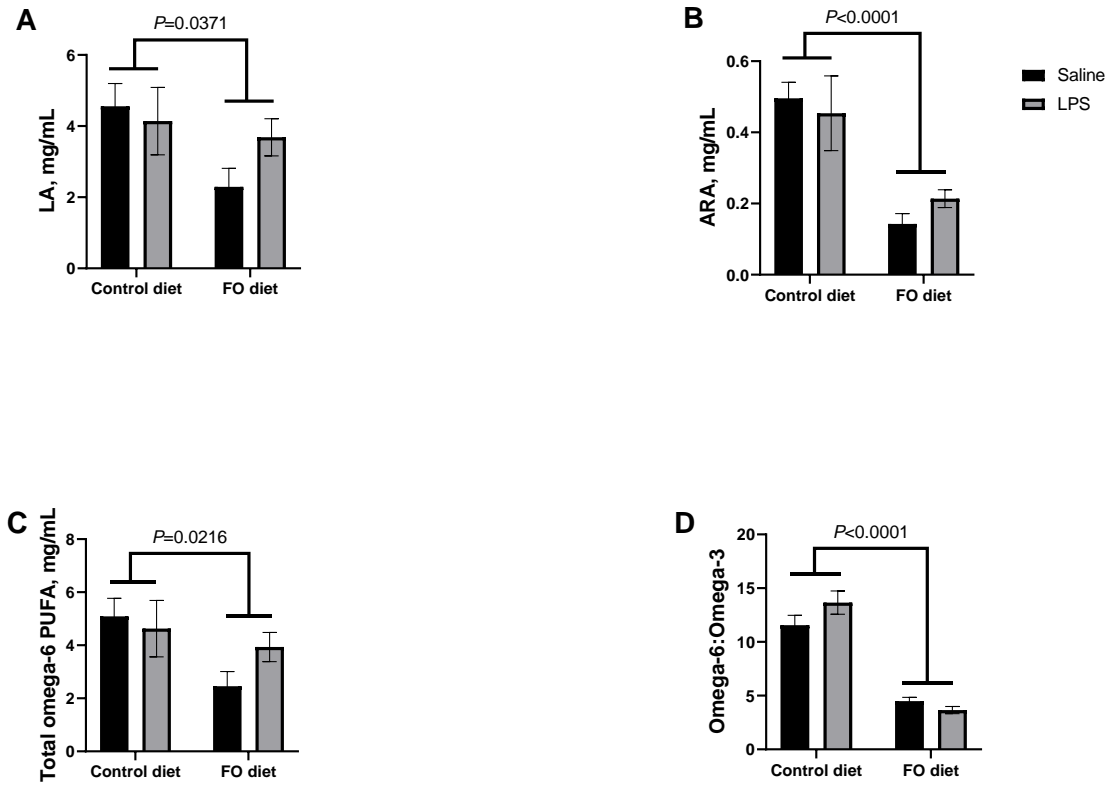 A
P=0.0371
LA, mg/mL
6
4
2
0
Control diet
FO diet
B
P<0.0001
ARA, mg/mL
0.6
0.4
0.2
0.0
Control diet
FO diet
Saline
LPS
C
P=0.0216
Total omega-6 PUFA, mg/mL
8
6
4
2
0
Control diet
FO diet
D
P<0.0001
Omega-6:Omega-3
20
15
10
5
0
Control diet
FO diet